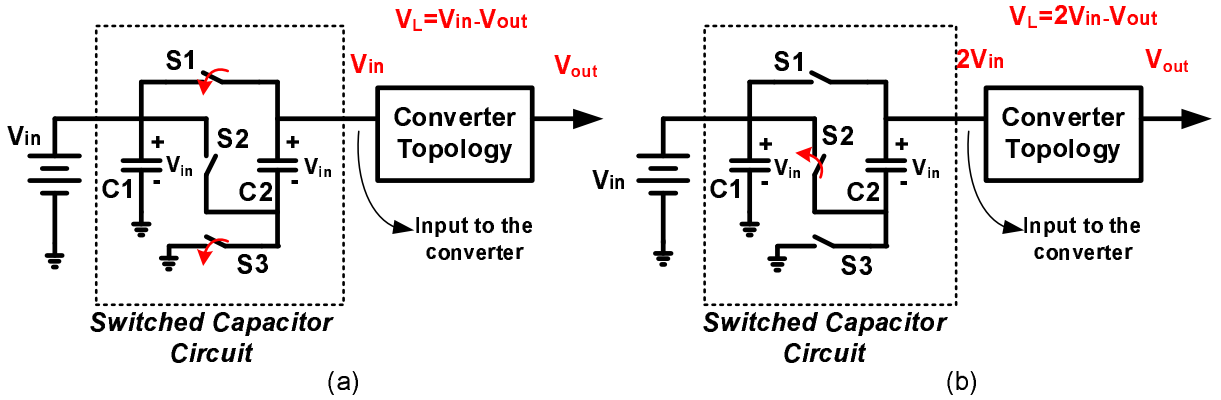 V_L=Vin-Vout
S1
Vin
Vout
Converter
Topology
Vin
S2
+
Vin
-
C1
+
Vin
-
C2
S3
Input to the
converter
Switched Capacitor
Circuit
(a)
V_L=2Vin-Vout
S1
2Vin
Vout
Converter
Topology
Vin
S2
+
Vin
-
C1
+
Vin
-
C2
S3
Input to the
converter
Switched Capacitor
Circuit
(b)